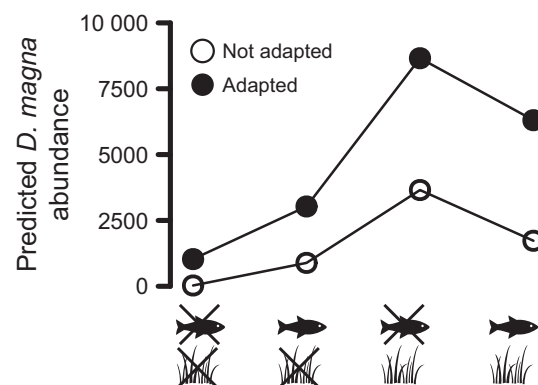 10 000
7500
5000
2500
0
Predicted D. magna
abundance
Not adapted
Adapted